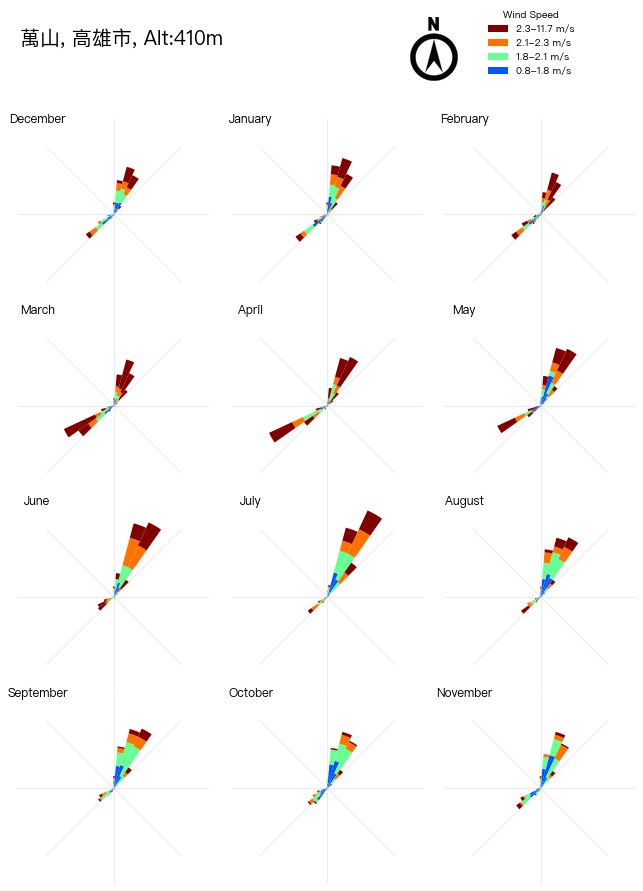 萬山, 高雄市, Alt:410m
N
Wind Speed
2.3–11.7 m/s
2.1–2.3 m/s
1.8–2.1 m/s
0.8–1.8 m/s
December
January
February
March
April
May
June
July
August
September
October
November